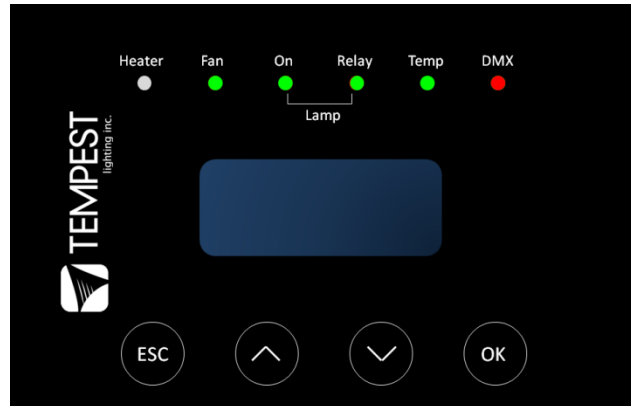 Heater Fan On Relay Temp DMX
Lamp
TEMPEST
lighting inc.
ESC OK